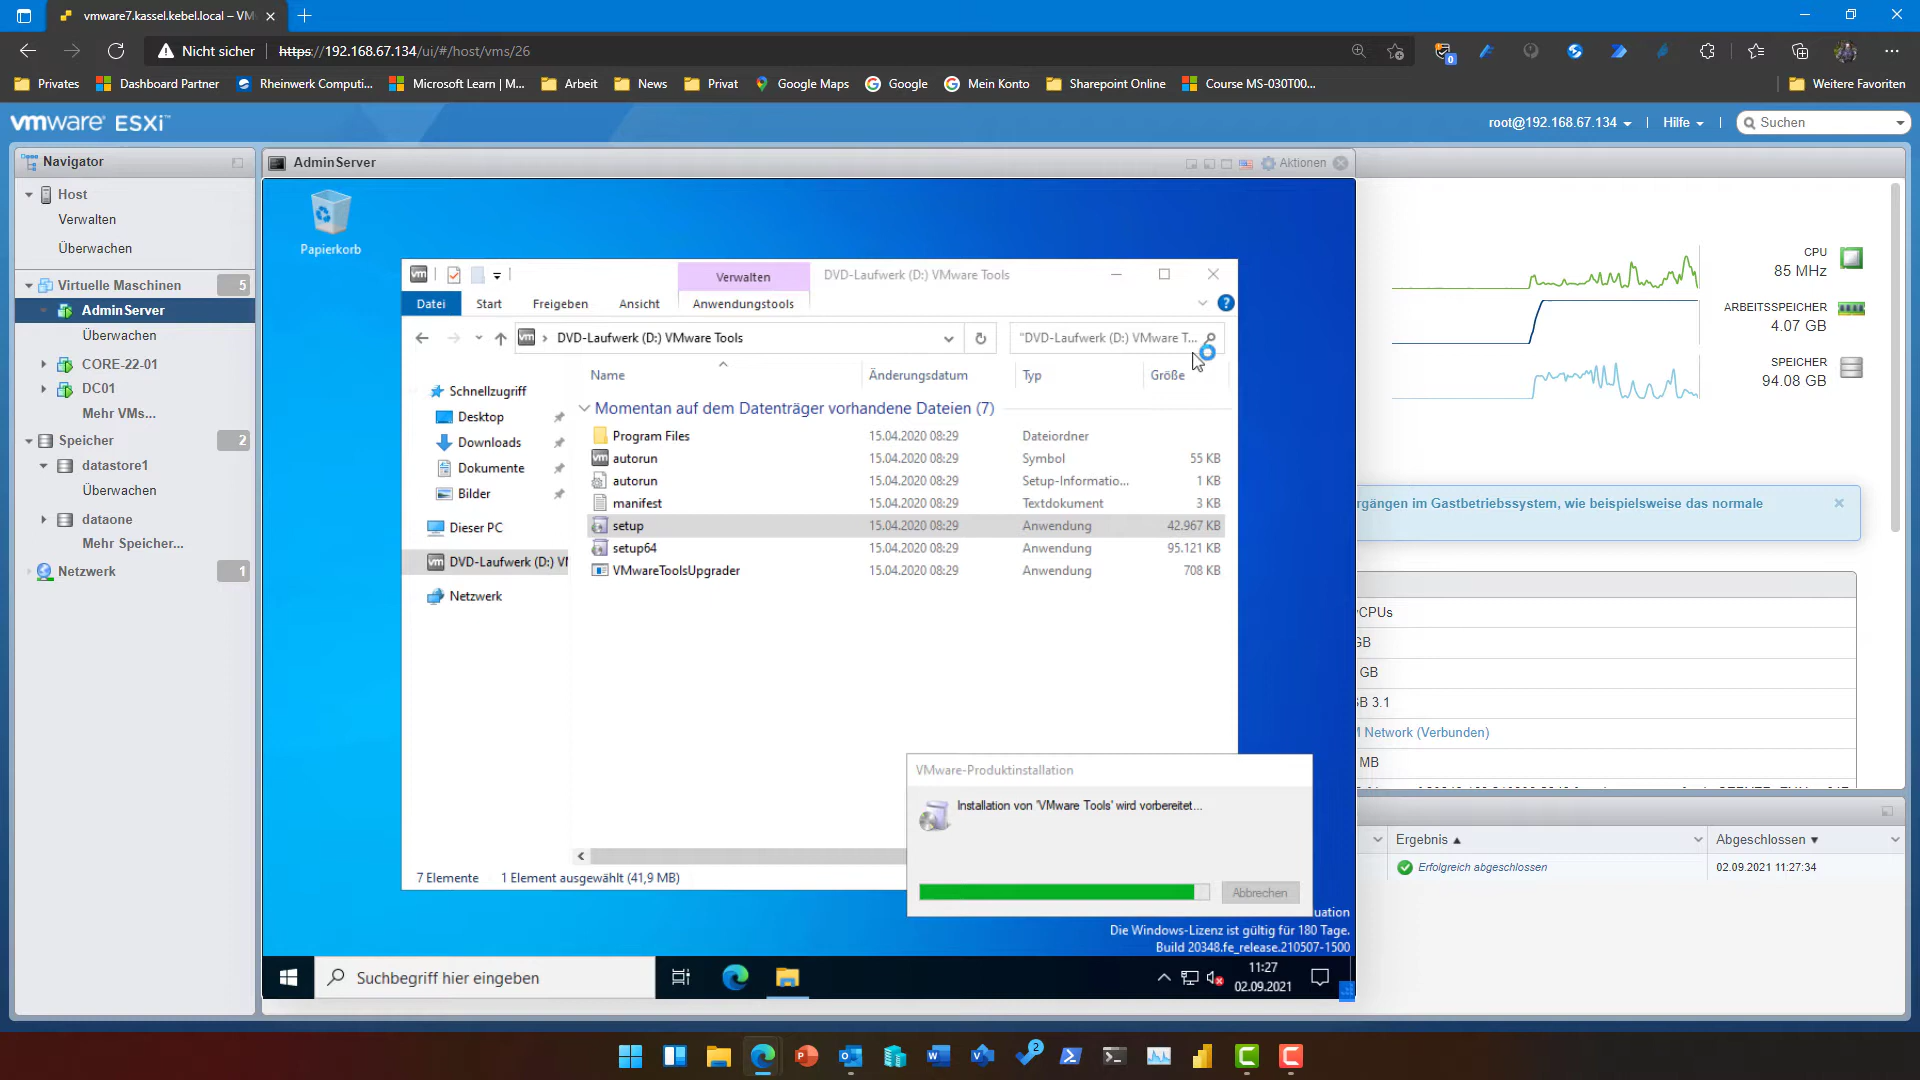 vmware7.kassel.kebel.local – VM
Nicht sicher
https://192.168.67.134/ui/#/host/vms/26
0
Privates
Dashboard Partner
Rheinwerk Computi...
Microsoft Learn | M...
Arbeit
News
Privat
Google Maps
Google
Mein Konto
Sharepoint Online
Course MS-030T00...
Weitere Favoriten
vmware ESXi™
root@192.168.67.134
Hilfe
Suchen
Navigator
Host
Verwalten
Überwachen
Virtuelle Maschinen
5
AdminServer
Überwachen
CORE-22-01
DC01
Mehr VMs...
Speicher
2
datastore1
Überwachen
dataone
Mehr Speicher...
Netzwerk
1
AdminServer
Aktionen
Papierkorb
Verwalten
DVD-Laufwerk (D:) VMware Tools
Datei
Start
Freigeben
Ansicht
Anwendungstools
DVD-Laufwerk (D:) VMware Tools
"DVD-Laufwerk (D:) VMware T...
Name
Änderungsdatum
Typ
Größe
Schnellzugriff
Desktop
Downloads
Dokumente
Bilder
Dieser PC
DVD-Laufwerk (D:) VM
Netzwerk
Momentan auf dem Datenträger vorhandene Dateien (7)
Program Files 15.04.2020 08:29 Dateiordner
autorun 15.04.2020 08:29 Symbol 55 KB
autorun 15.04.2020 08:29 Setup-Informatio... 1 KB
manifest 15.04.2020 08:29 Textdokument 3 KB
setup 15.04.2020 08:29 Anwendung 42.967 KB
setup64 15.04.2020 08:29 Anwendung 95.121 KB
VMwareToolsUpgrader 15.04.2020 08:29 Anwendung 708 KB
7 Elemente
1 Element ausgewählt (41,9 MB)
VMware-Produktinstallation
Installation von 'VMware Tools' wird vorbereitet...
Abbrechen
uation
Die Windows-Lizenz ist gültig für 180 Tage.
Build 20348.fe_release.210507-1500
Suchbegriff hier eingeben
11:27
02.09.2021
CPU
85 MHz
ARBEITSSPEICHER
4.07 GB
SPEICHER
94.08 GB
rgängen im Gastbetriebssystem, wie beispielsweise das normale
CPUs
GB
GB
SB 3.1
M Network (Verbunden)
MB
Ergebnis
Abgeschlossen
Erfolgreich abgeschlossen
02.09.2021 11:27:34
2